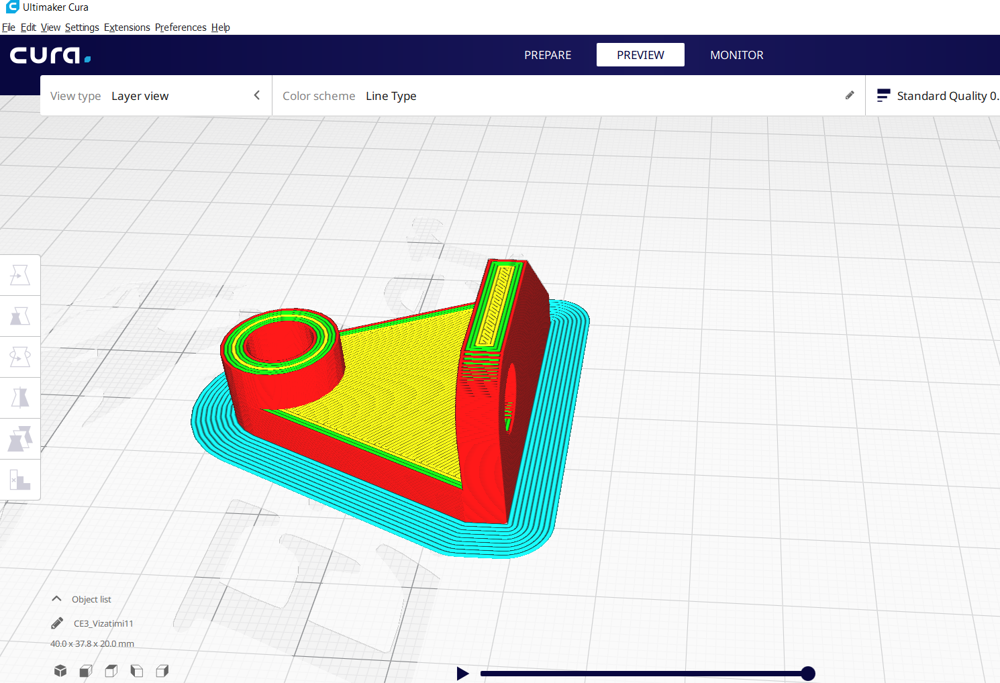 Ultimaker Cura
File Edit View Settings Extensions Preferences Help
cura.
PREPARE PREVIEW MONITOR
View type Layer view Color scheme Line Type Standard Quality 0.
Object list
CE3_Vizatimi11
40.0 x 37.8 x 20.0 mm